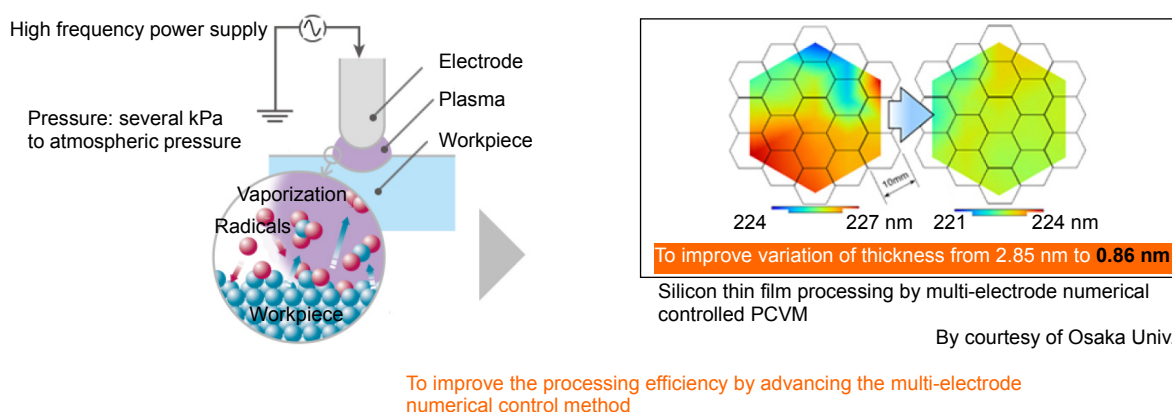 High frequency power supply
Electrode
Plasma
Pressure: several kPa
to atmospheric pressure
Workpiece
Vaporization
Radicals
Workpiece
10mm
224
227 nm
221
224 nm
To improve variation of thickness from 2.85 nm to 0.86 nm
Silicon thin film processing by multi-electrode numerical
controlled PCVM
By courtesy of Osaka Univ.
To improve the processing efficiency by advancing the multi-electrode
numerical control method